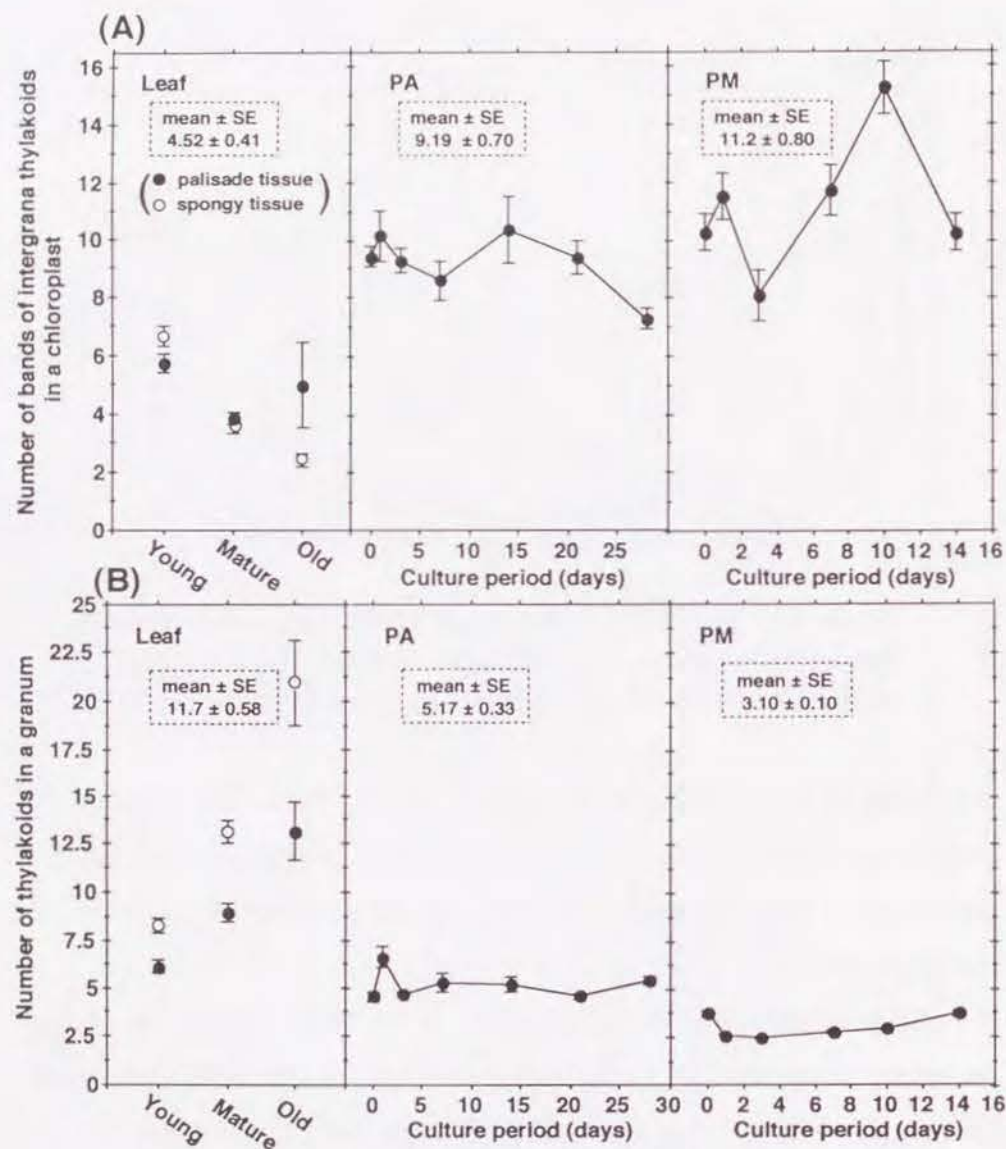 (A)
Number of bands of intergrana thylakoids
in a chloroplast
16
14
12
10
8
6
4
2
0
Leaf
mean ± SE
4.52 ± 0.41
( ● palisade tissue
○ spongy tissue )
Young
Mature
Old
PA
mean ± SE
9.19 ± 0.70
0 5 10 15 20 25
Culture period (days)
PM
mean ± SE
11.2 ± 0.80
0 2 4 6 8 10 12 14 16
Culture period (days)
(B)
Number of thylakoids in a granum
25
22.5
20
17.5
15
12.5
10
7.5
5
2.5
0
Leaf
mean ± SE
11.7 ± 0.58
Young
Mature
Old
PA
mean ± SE
5.17 ± 0.33
0 5 10 15 20 25 30
Culture period (days)
PM
mean ± SE
3.10 ± 0.10
0 2 4 6 8 10 12 14 16
Culture period (days)